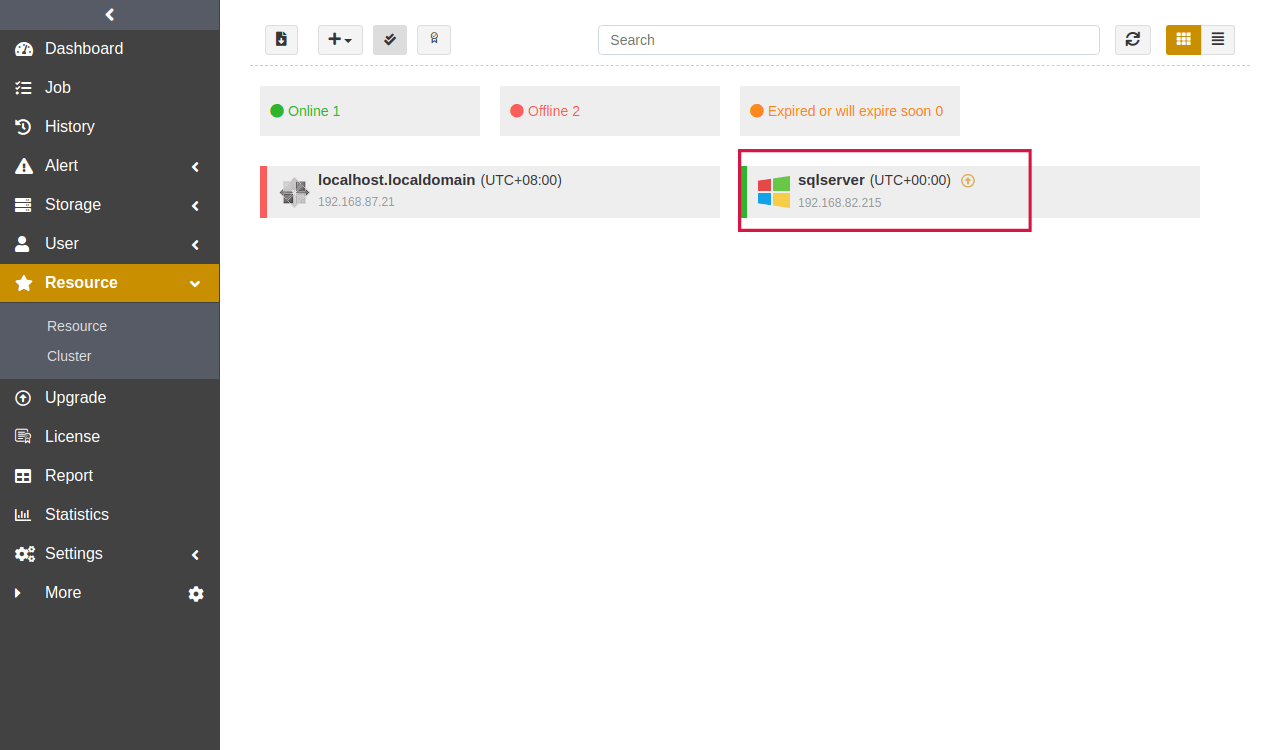 Dashboard
Job
History
Alert
Storage
User
Resource
Resource
Cluster
Upgrade
License
Report
Statistics
Settings
More
Search
Online 1
Offline 2
Expired or will expire soon 0
localhost.localdomain (UTC+08:00)
192.168.87.21
sqlserver (UTC+00:00)
192.168.82.215